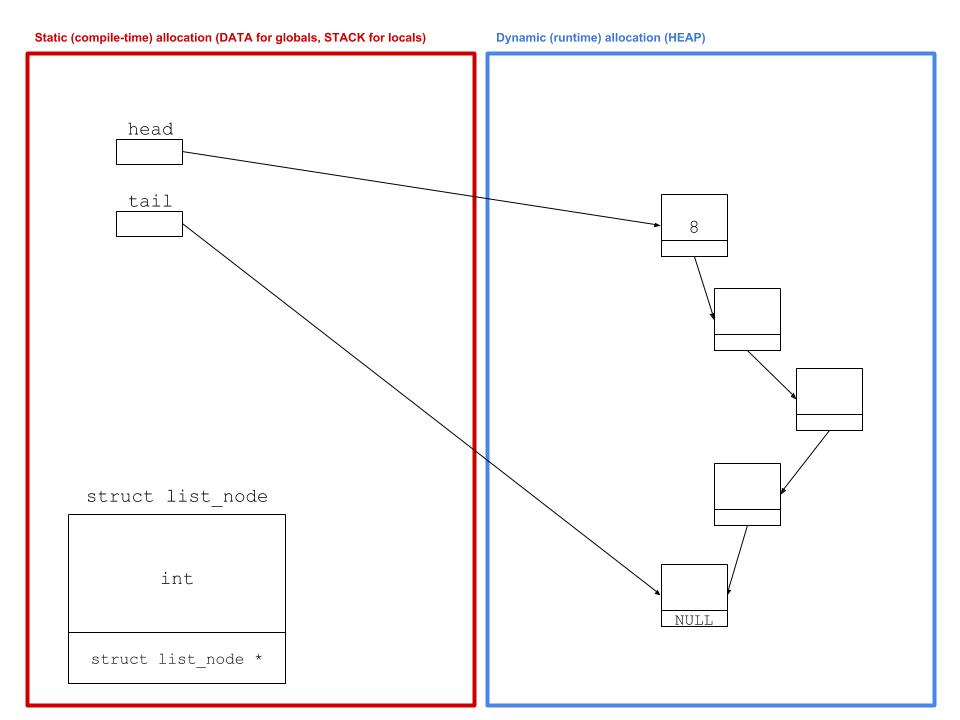 Static (compile-time) allocation (DATA for globals, STACK for locals)
Dynamic (runtime) allocation (HEAP)
head
tail
8
struct list_node
int
struct list_node *
NULL